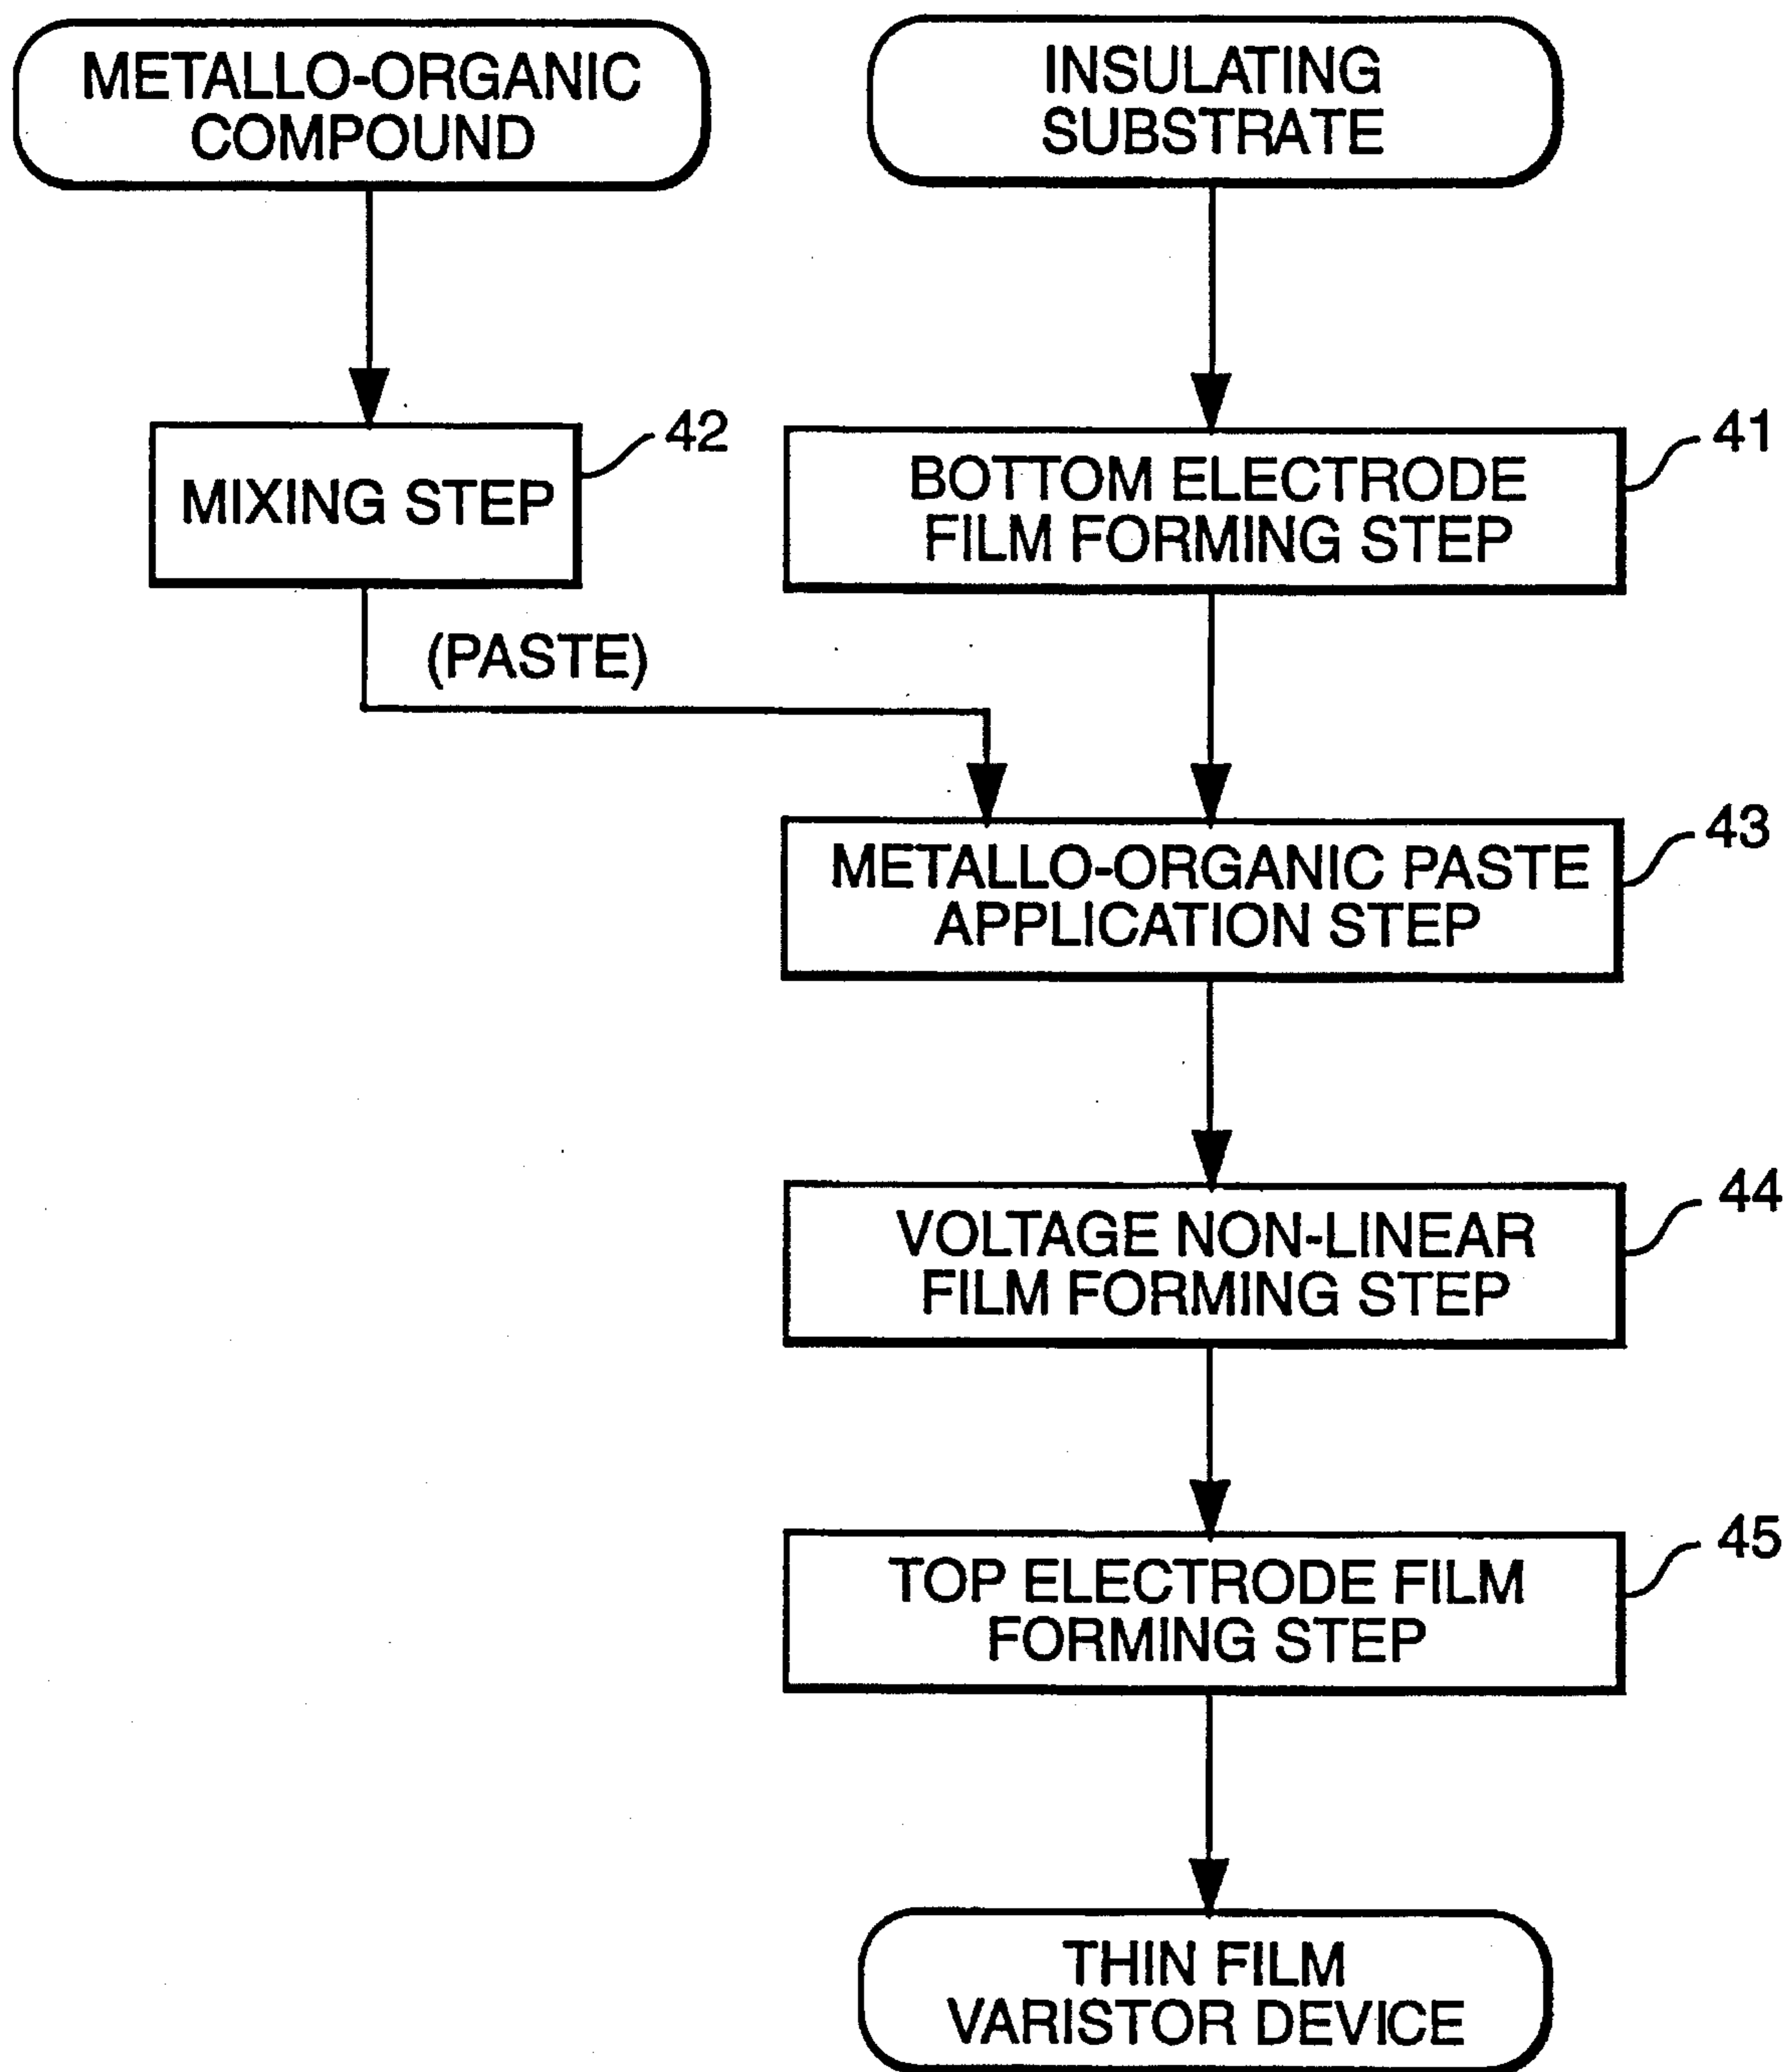 METALLO-ORGANIC
COMPOUND
INSULATING
SUBSTRATE
MIXING STEP
42
BOTTOM ELECTRODE
FILM FORMING STEP
41
(PASTE)
METALLO-ORGANIC PASTE
APPLICATION STEP
43
VOLTAGE NON-LINEAR
FILM FORMING STEP
44
TOP ELECTRODE FILM
FORMING STEP
45
THIN FILM
VARISTOR DEVICE